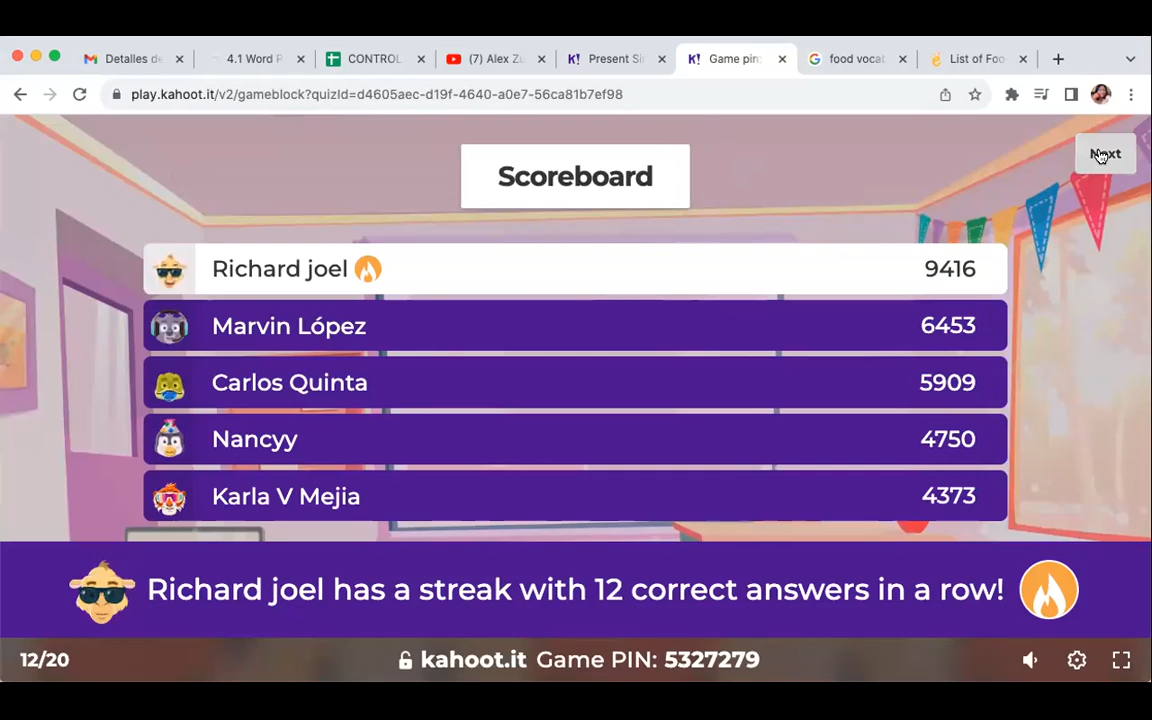 Detalles de
4.1 Word P
CONTROL
(7) Alex Zu
Present Si
Game pin:
food vocab
List of Foo
play.kahoot.it/v2/gameblock?quizId=d4605aec-d19f-4640-a0e7-56ca81b7ef98
Next
Scoreboard
Richard joel 9416
Marvin López 6453
Carlos Quinta 5909
Nancyy 4750
Karla V Mejia 4373
Richard joel has a streak with 12 correct answers in a row!
12/20
kahoot.it Game PIN: 5327279